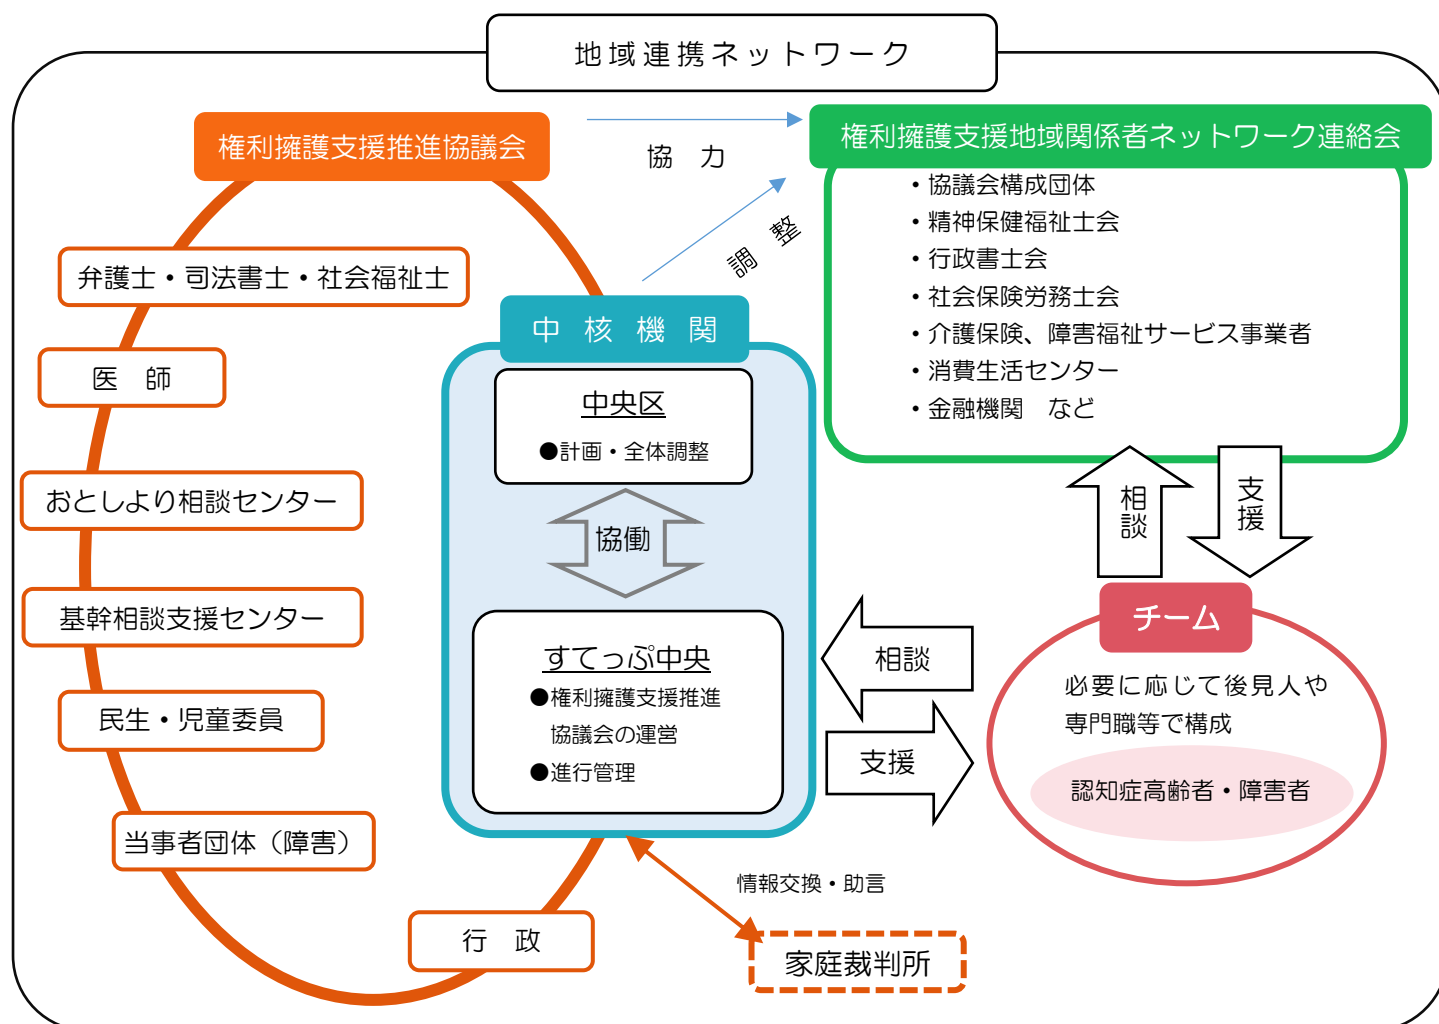 地域連携ネットワーク
権利擁護支援推進協議会
協　力
調　整
権利擁護支援地域関係者ネットワーク連絡会
・協議会構成団体
・精神保健福祉士会
・行政書士会
・社会保険労務士会
・介護保険、障害福祉サービス事業者
・消費生活センター
・金融機関　など
弁護士・司法書士・社会福祉士
医　師
おとしより相談センター
基幹相談支援センター
民生・児童委員
当事者団体（障害）
行　政
中　核　機　関
中央区
●計画・全体調整
協働
すてっぷ中央
●権利擁護支援推進
協議会の運営
●進行管理
相談
支援
相談
支援
チーム
必要に応じて後見人や
専門職等で構成
認知症高齢者・障害者
情報交換・助言
家庭裁判所